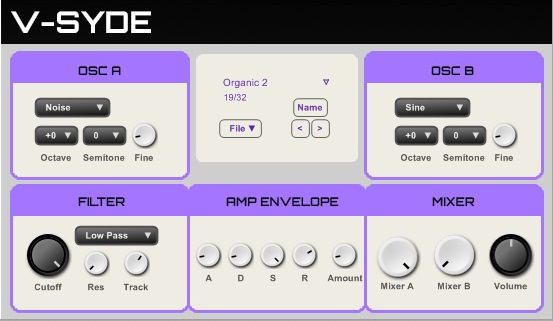 V-SYDE
OSC A
Noise
+0 0
Octave Semitone Fine
Organic 2
19/32
Name
File < >
OSC B
Sine
+0 0
Octave Semitone Fine
FILTER
Low Pass
Cutoff Res Track
AMP ENVELOPE
A D S R Amount
MIXER
Mixer A Mixer B Volume